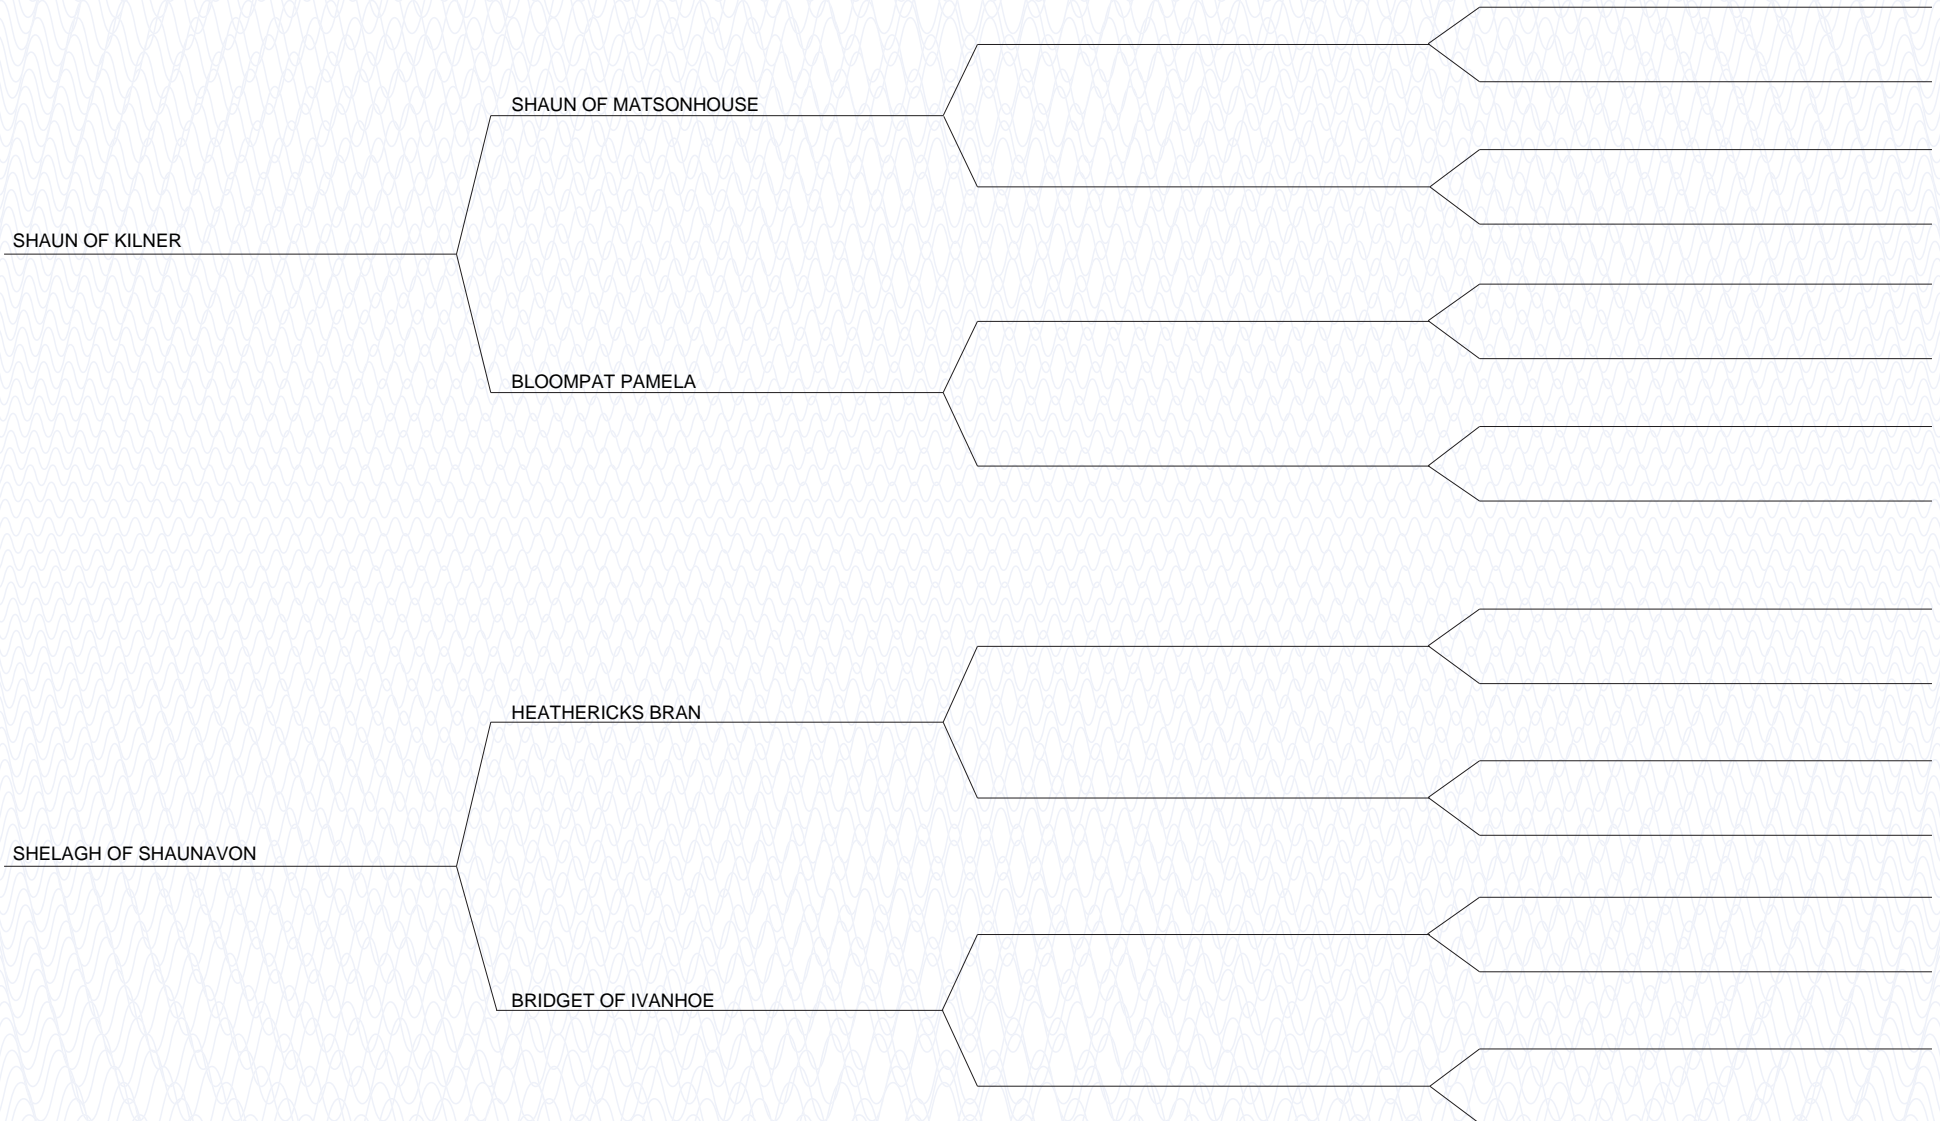 SHAUN OF MATSONHOUSE
SHAUN OF KILNER
BLOOMPAT PAMELA
HEATHERICKS BRAN
SHELAGH OF SHAUNAVON
BRIDGET OF IVANHOE